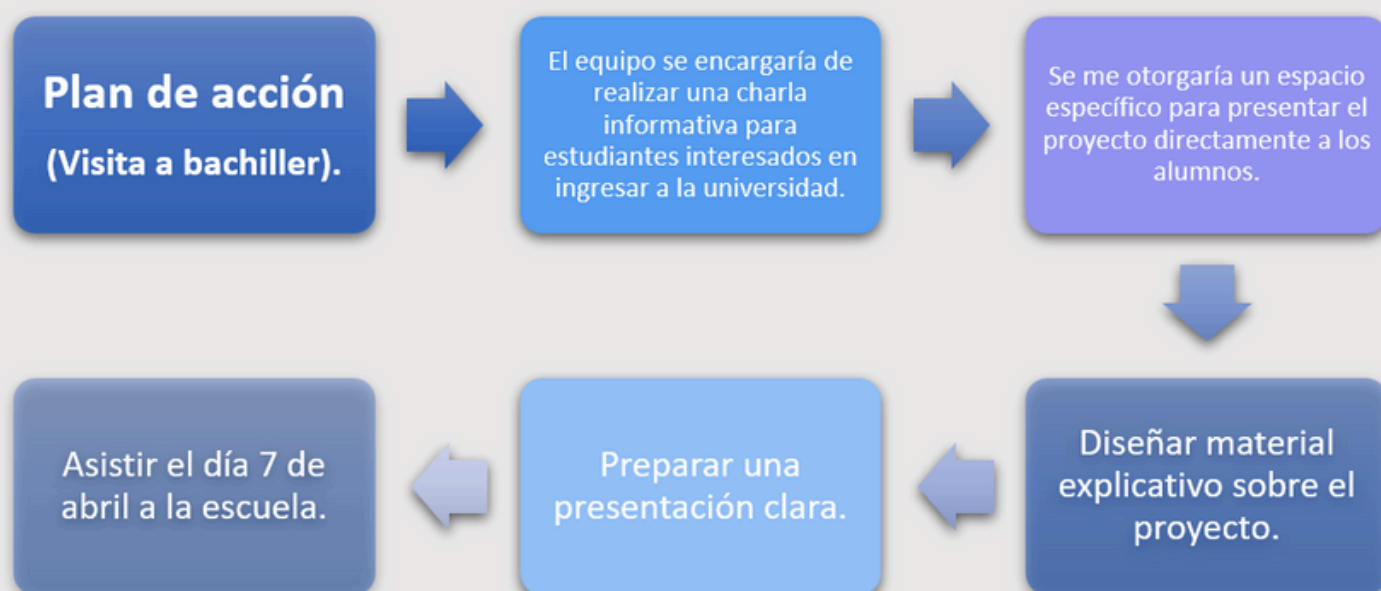 Plan de acción
(Visita a bachiller).
El equipo se encargaría de
realizar una charla
informativa para
estudiantes interesados en
ingresar a la universidad.
Se me otorgaría un espacio
específico para presentar el
proyecto directamente a los
alumnos.
Diseñar material
explicativo sobre el
proyecto.
Preparar una
presentación clara.
Asistir el día 7 de
abril a la escuela.